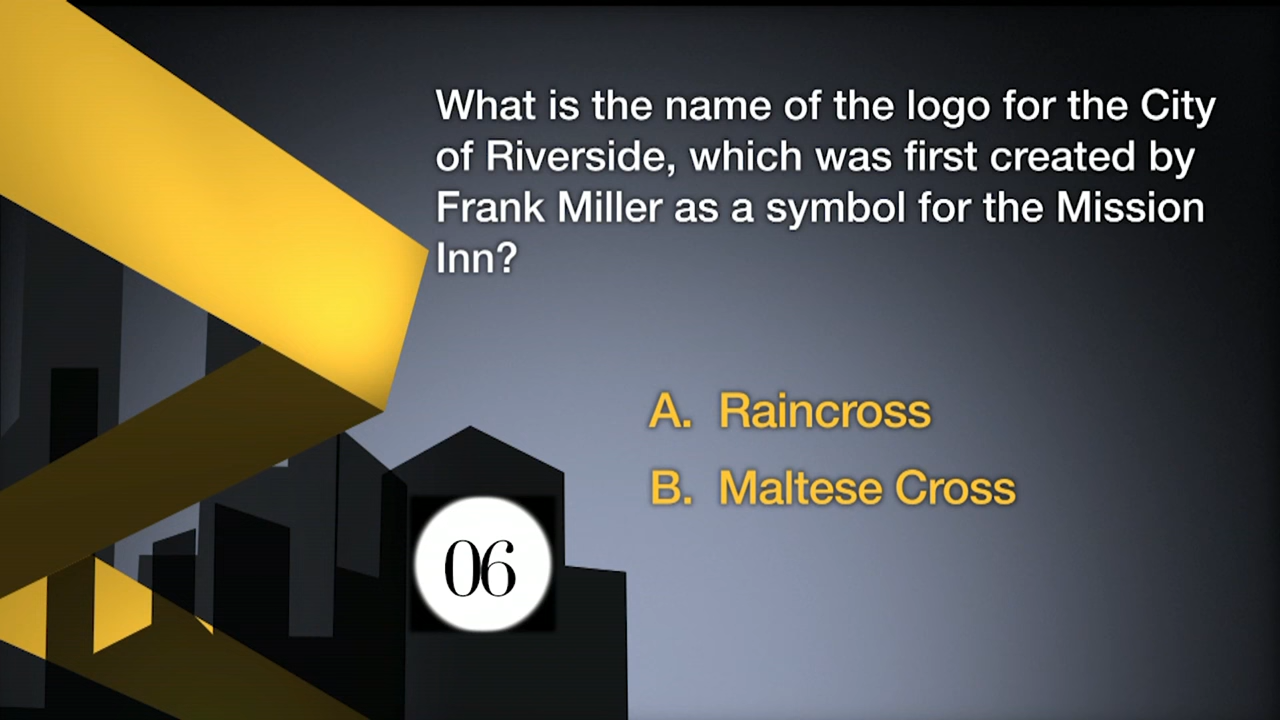 What is the name of the logo for the City
of Riverside, which was first created by
Frank Miller as a symbol for the Mission
Inn?
A. Raincross
B. Maltese Cross
06